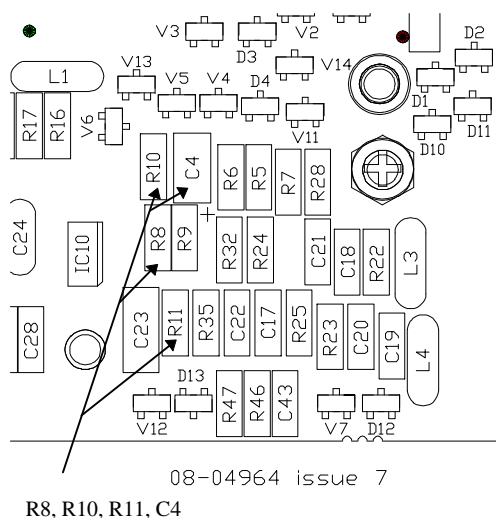 V3
D3
V2
D2
V13
V14
L1
V5
V4
D4
D1
D11
R17
R16
V6
V11
D10
R10
C4
R6
R5
R7
R28
C24
IC10
R8
R9
R32
R24
C21
C18
R22
L3
C28
C23
R11
R35
C22
C17
R25
R23
C20
C19
L4
D13
V12
R47
R46
C43
V7
D12
08-04964 issue 7
R8, R10, R11, C4